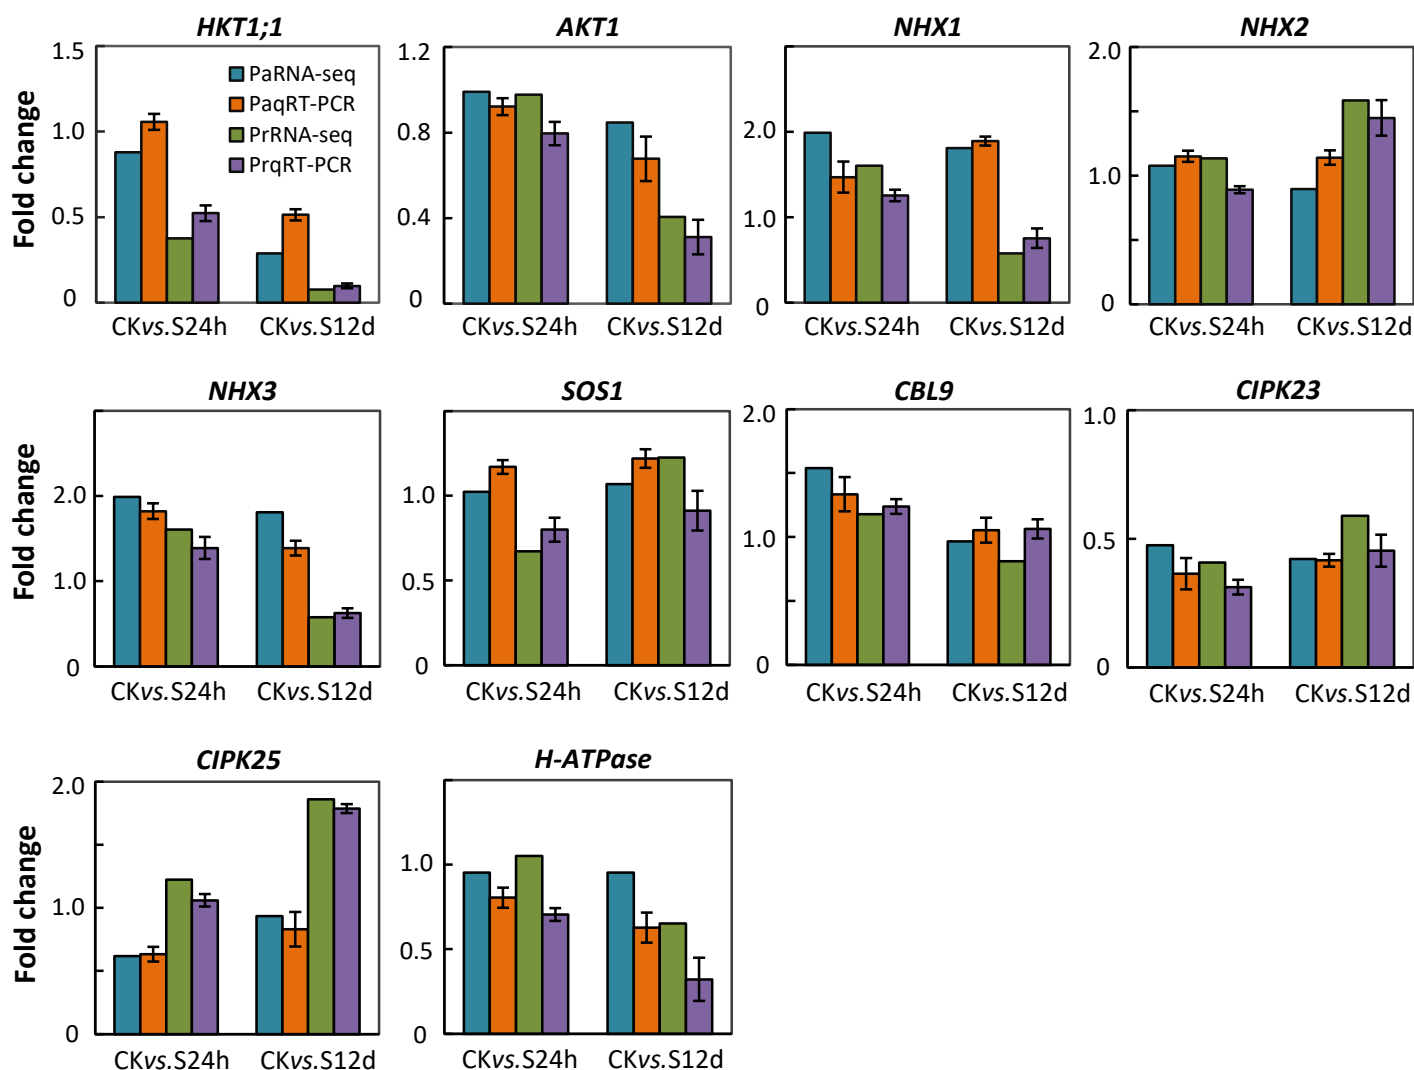 HKT1;1
AKT1
NHX1
NHX2
Fold change
1.5
1.0
0.5
0
PaRNA-seq
PaqRT-PCR
PrRNA-seq
PrqRT-PCR
CKvs.S24h CKvs.S12d
1.2
0.8
0.4
0
CKvs.S24h CKvs.S12d
2.0
1.0
0
CKvs.S24h CKvs.S12d
2.0
1.0
0
CKvs.S24h CKvs.S12d
NHX3
SOS1
CBL9
CIPK23
Fold change
2.0
1.0
0
CKvs.S24h CKvs.S12d
1.0
0.5
0
CKvs.S24h CKvs.S12d
2.0
1.0
0
CKvs.S24h CKvs.S12d
1.0
0.5
0
CKvs.S24h CKvs.S12d
CIPK25
H-ATPase
Fold change
2.0
1.0
0
CKvs.S24h CKvs.S12d
1.0
0.5
0
CKvs.S24h CKvs.S12d